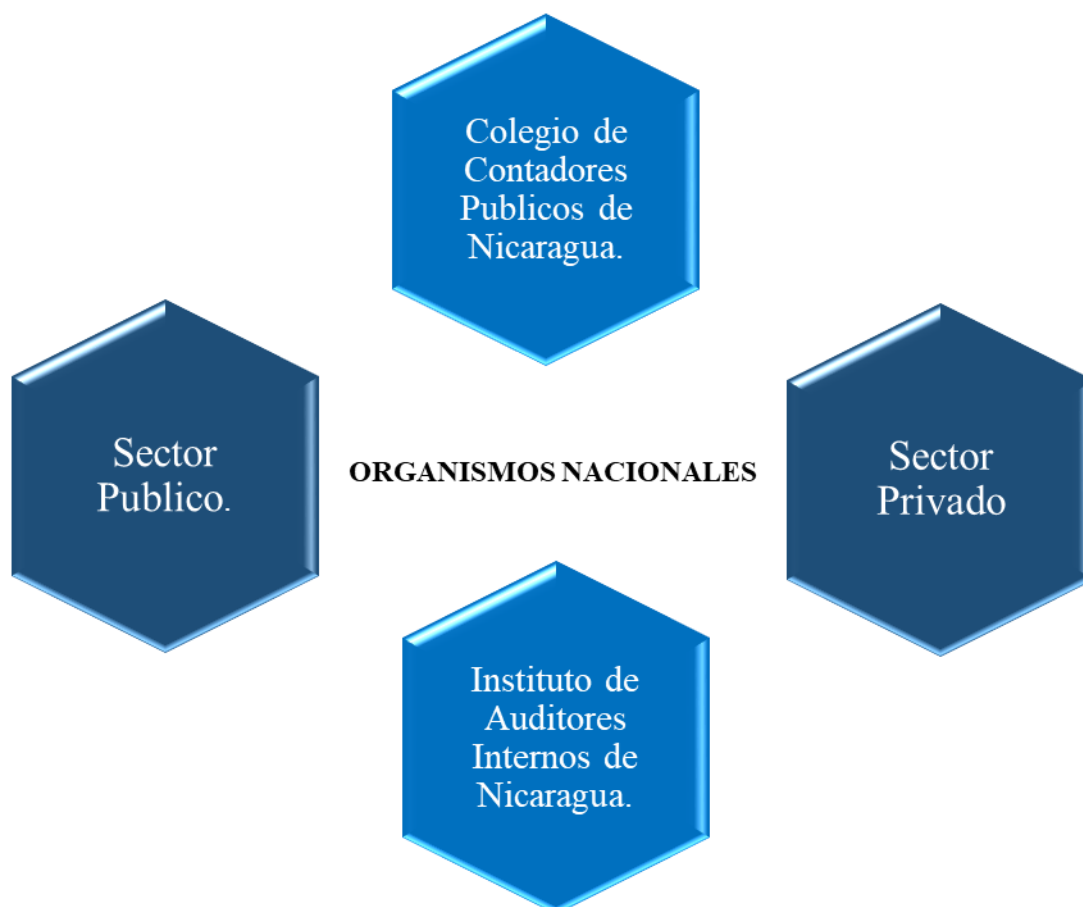 Colegio de
Contadores
Publicos de
Nicaragua.
Sector
Publico.
ORGANISMOS NACIONALES
Sector
Privado
Instituto de
Auditores
Internos de
Nicaragua.